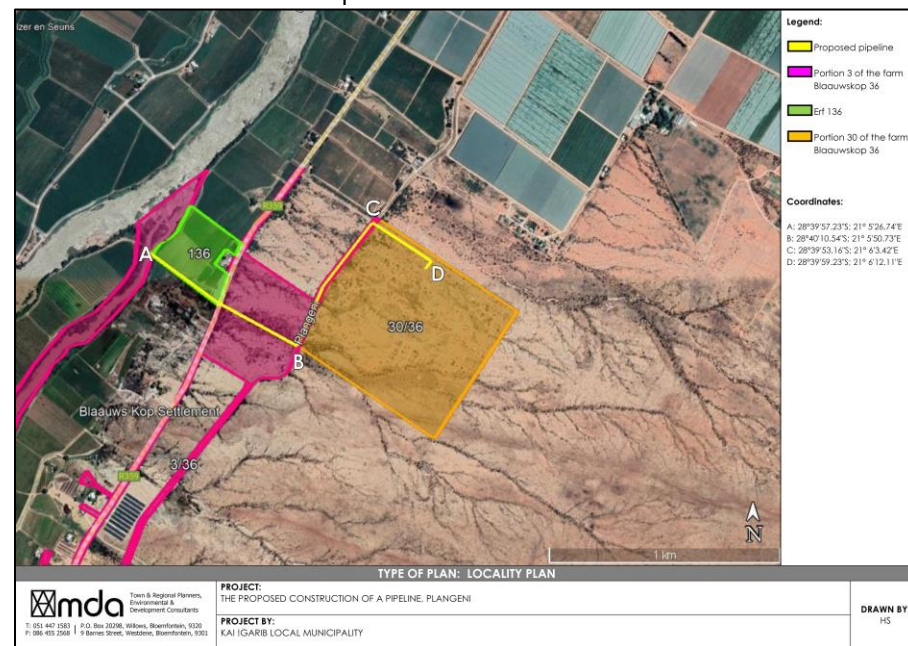 Izer en Seuns
R359
A
136
C
D
Plangeni
30/36
B
Blaauws Kop Settlement
3/36
R359
N
1 km
Legend:
Proposed pipeline
Portion 3 of the farm
Blaauwskop 36
Erf 136
Portion 30 of the farm
Blaauwskop 36
Coordinates:
A: 28°39'57.23"S; 21° 5'26.74"E
B: 28°40'10.54"S; 21° 5'50.73"E
C: 28°39'53.16"S; 21° 6'3.42"E
D: 28°39'59.23"S; 21° 6'12.11"E
TYPE OF PLAN: LOCALITY PLAN
mda
Town & Regional Planners,
Environmental &
Development Consultants
T: 051 447 1583
F: 086 455 2568
P.O. Box 20298, Willows, Bloemfontein, 9320
9 Barnes Street, Westdene, Bloemfontein, 9301
PROJECT:
THE PROPOSED CONSTRUCTION OF A PIPELINE, PLANGENI
PROJECT BY:
KAI !GARIB LOCAL MUNICIPALITY
DRAWN BY
HS